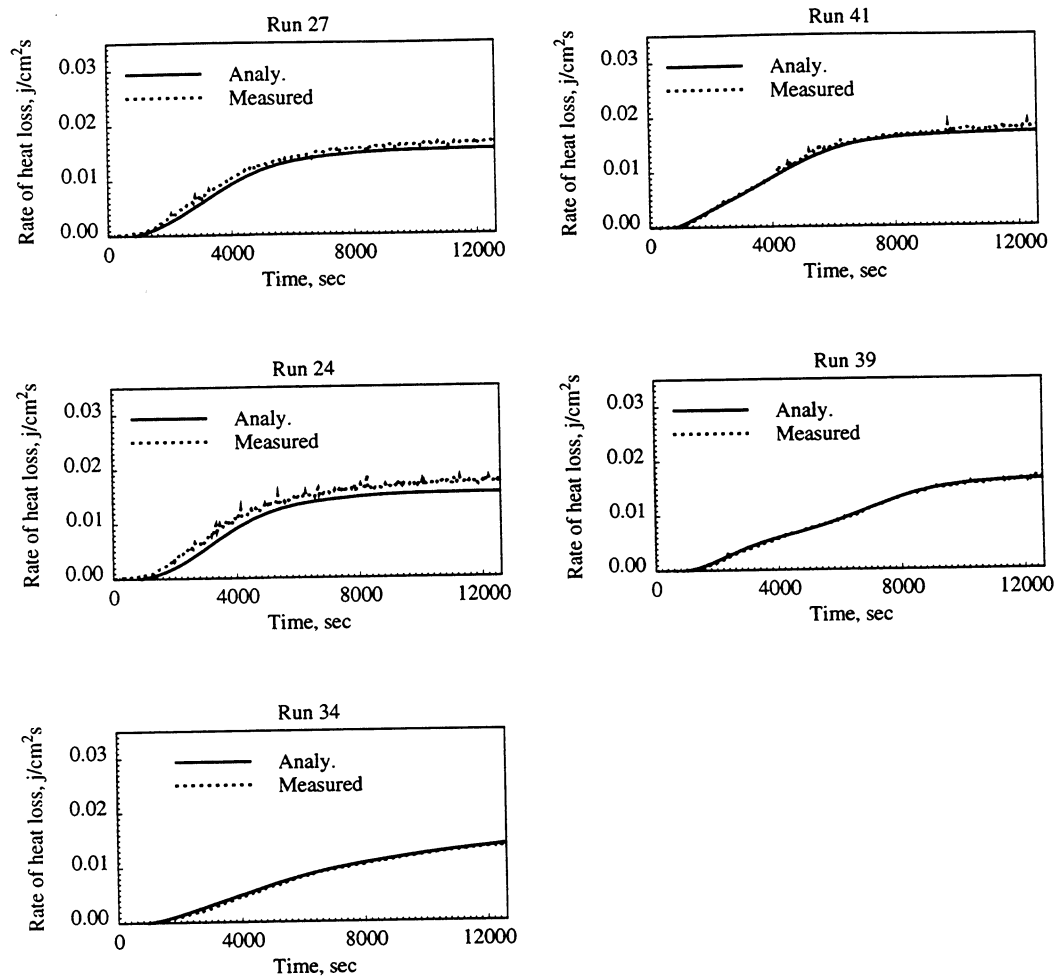 Run 27
Rate of heat loss, j/cm²s
0.03
0.02
0.01
0.00
Analy.
Measured
0 4000 8000 12000
Time, sec
Run 41
Rate of heat loss, j/cm²s
0.03
0.02
0.01
0.00
Analy.
Measured
0 4000 8000 12000
Time, sec
Run 24
Rate of heat loss, j/cm²s
0.03
0.02
0.01
0.00
Analy.
Measured
0 4000 8000 12000
Time, sec
Run 39
Rate of heat loss, j/cm²s
0.03
0.02
0.01
0.00
Analy.
Measured
0 4000 8000 12000
Time, sec
Run 34
Rate of heat loss, j/cm²s
0.03
0.02
0.01
0.00
Analy.
Measured
0 4000 8000 12000
Time, sec